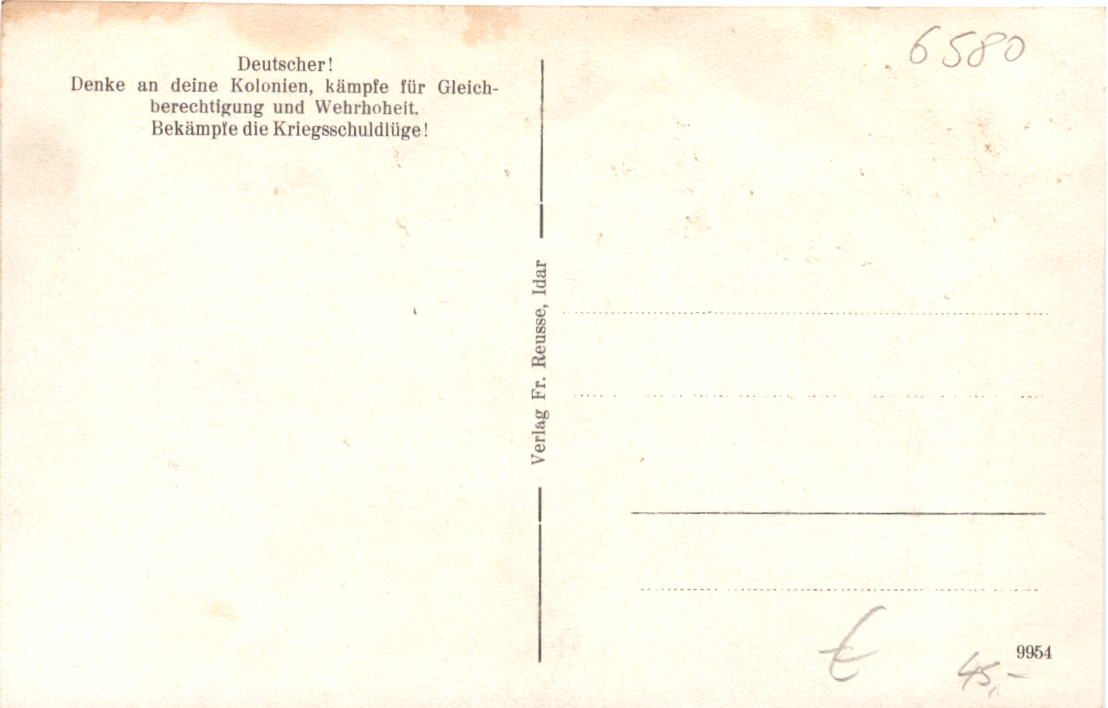 Deutscher!
Denke an deine Kolonien, kämpfe für Gleich-
berechtigung und Wehrhoheit.
Bekämpfe die Kriegsschuldlüge!
Verlag Fr. Reusse, Idar
6580
€
45,-
9954